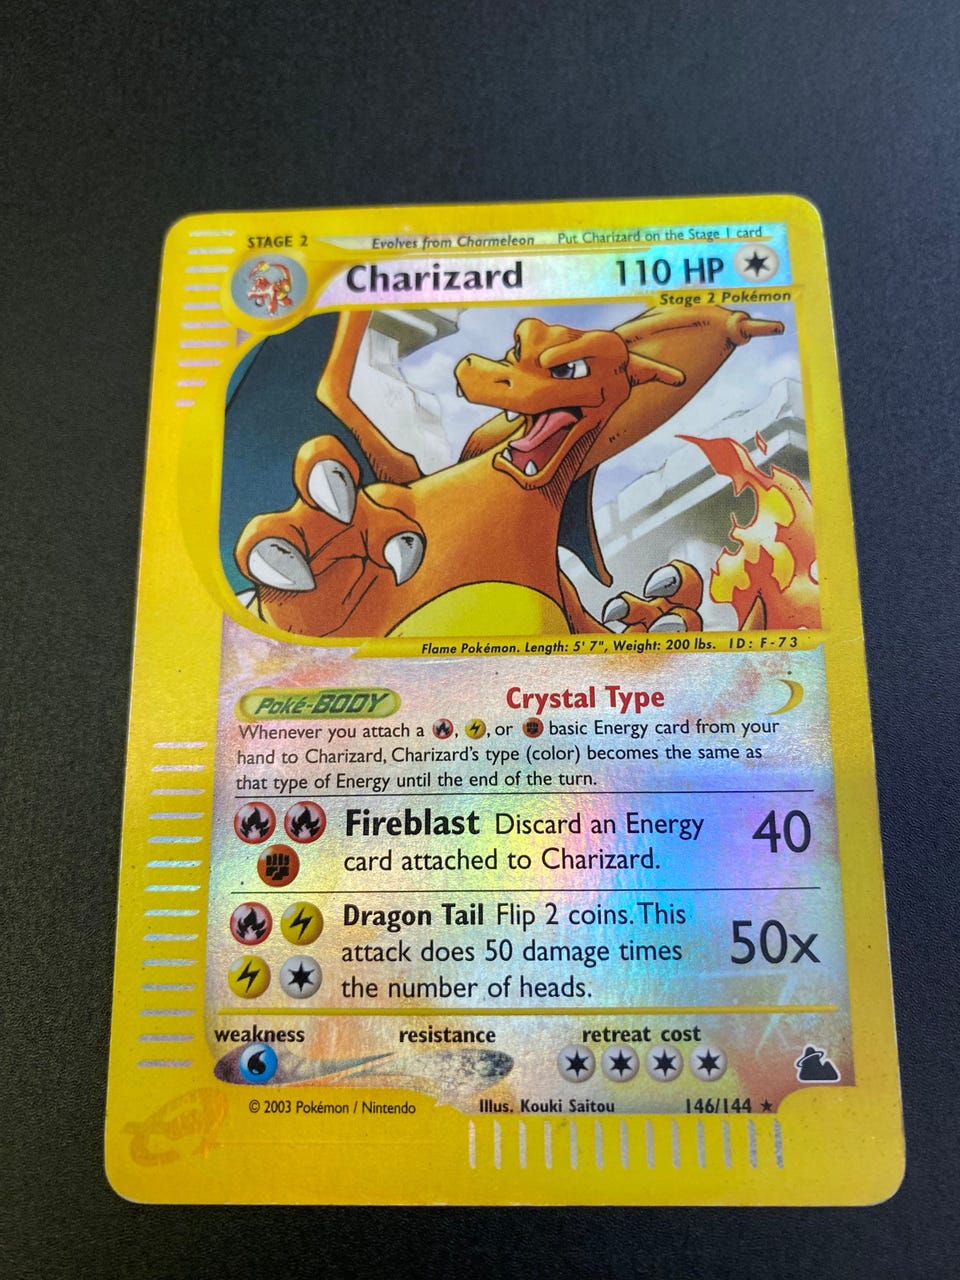 STAGE 2 Evolves from Charmeleon Put Charizard on the Stage 1 card
Charizard 110 HP
Stage 2 Pokémon
Flame Pokémon. Length: 5' 7", Weight: 200 lbs. ID: F-73
Poké-BODY Crystal Type
Whenever you attach a , , or basic Energy card from your
hand to Charizard, Charizard's type (color) becomes the same as
that type of Energy until the end of the turn.
Fireblast Discard an Energy 40
card attached to Charizard.
Dragon Tail Flip 2 coins. This
attack does 50 damage times 50x
the number of heads.
weakness resistance retreat cost
© 2003 Pokémon / Nintendo Illus. Kouki Saitou 146/144